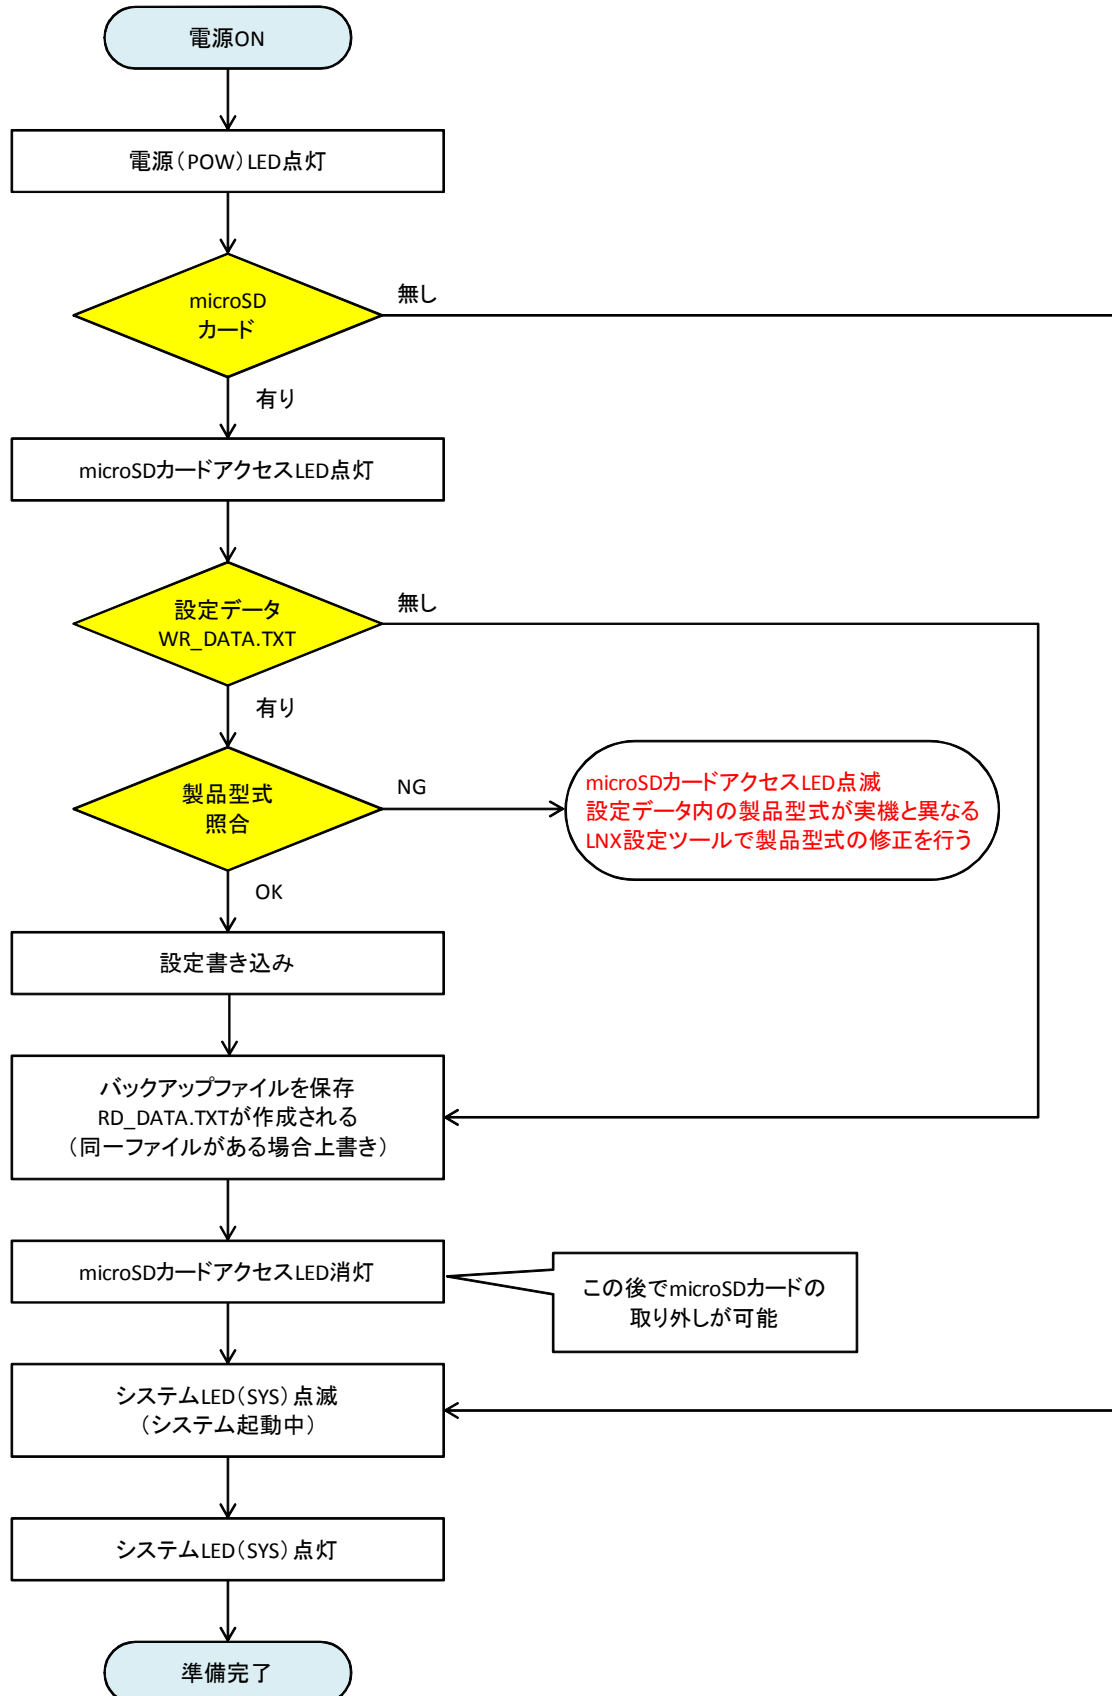 電源ON
電源（POW）LED点灯
microSD
カード
無し
有り
microSDカードアクセスLED点灯
設定データ
WR_DATA.TXT
無し
有り
製品型式
照合
NG
microSDカードアクセスLED点滅
設定データ内の製品型式が実機と異なる
LNX設定ツールで製品型式の修正を行う
OK
設定書き込み
バックアップファイルを保存
RD_DATA.TXTが作成される
（同一ファイルがある場合上書き）
microSDカードアクセスLED消灯
この後でmicroSDカードの
取り外しが可能
システムLED（SYS）点滅
（システム起動中）
システムLED（SYS）点灯
準備完了